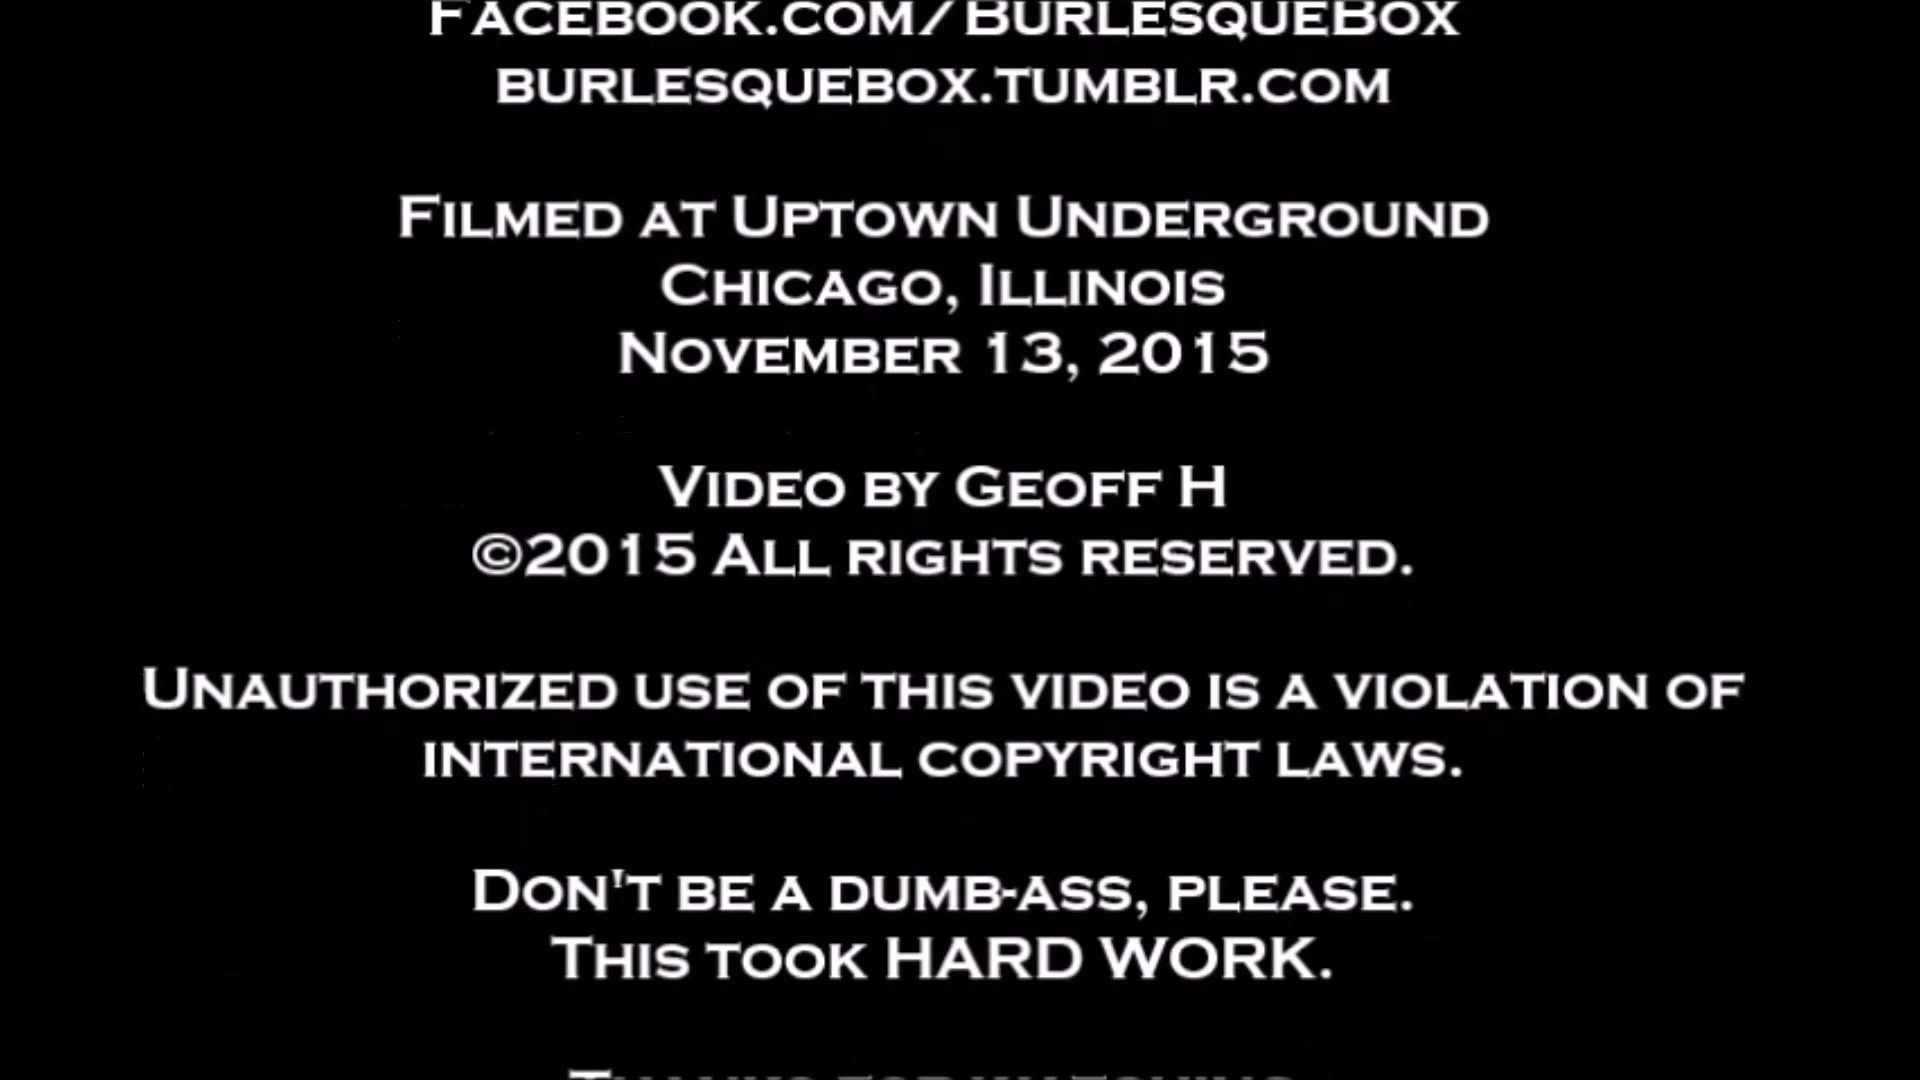 Facebook.com/BurlesqueBox
burlesquebox.tumblr.com
Filmed at Uptown Underground
Chicago, Illinois
November 13, 2015
Video by Geoff H
©2015 All rights reserved.
Unauthorized use of this video is a violation of
international copyright laws.
Don't be a dumb-ass, please.
This took HARD WORK.